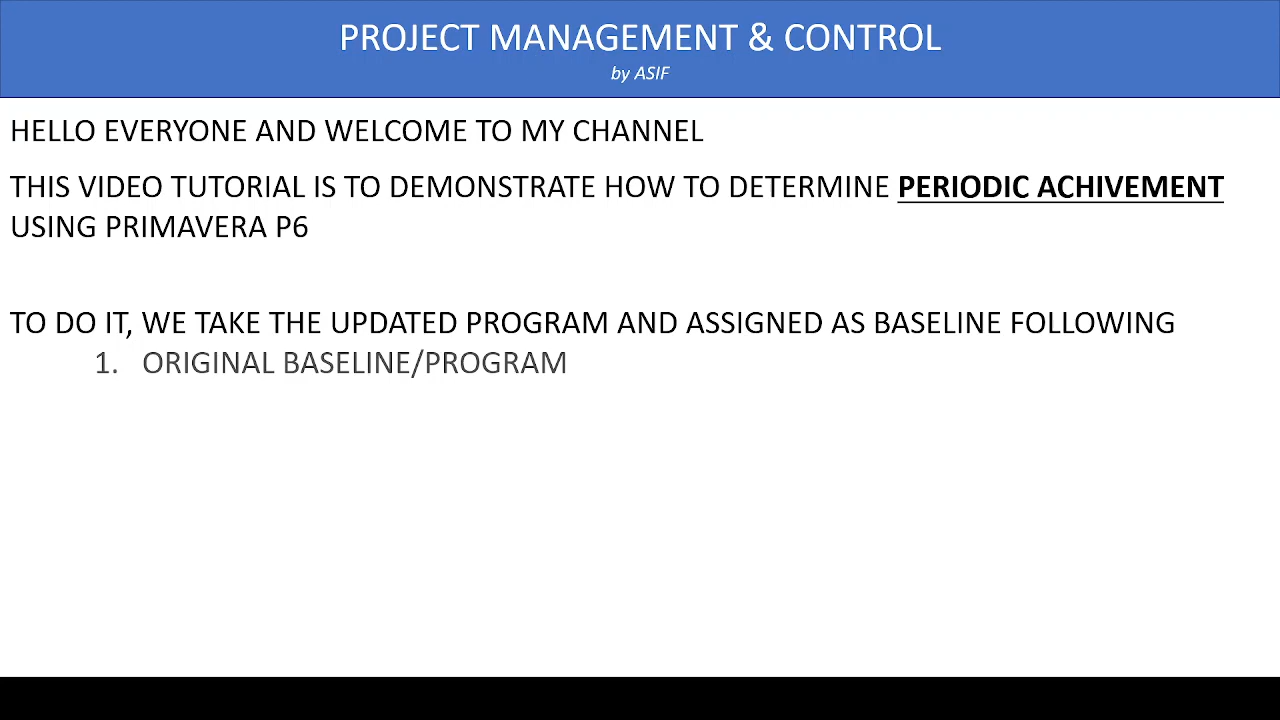 PROJECT MANAGEMENT & CONTROL
by ASIF
HELLO EVERYONE AND WELCOME TO MY CHANNEL
THIS VIDEO TUTORIAL IS TO DEMONSTRATE HOW TO DETERMINE PERIODIC ACHIVEMENT
USING PRIMAVERA P6
TO DO IT, WE TAKE THE UPDATED PROGRAM AND ASSIGNED AS BASELINE FOLLOWING
1. ORIGINAL BASELINE/PROGRAM